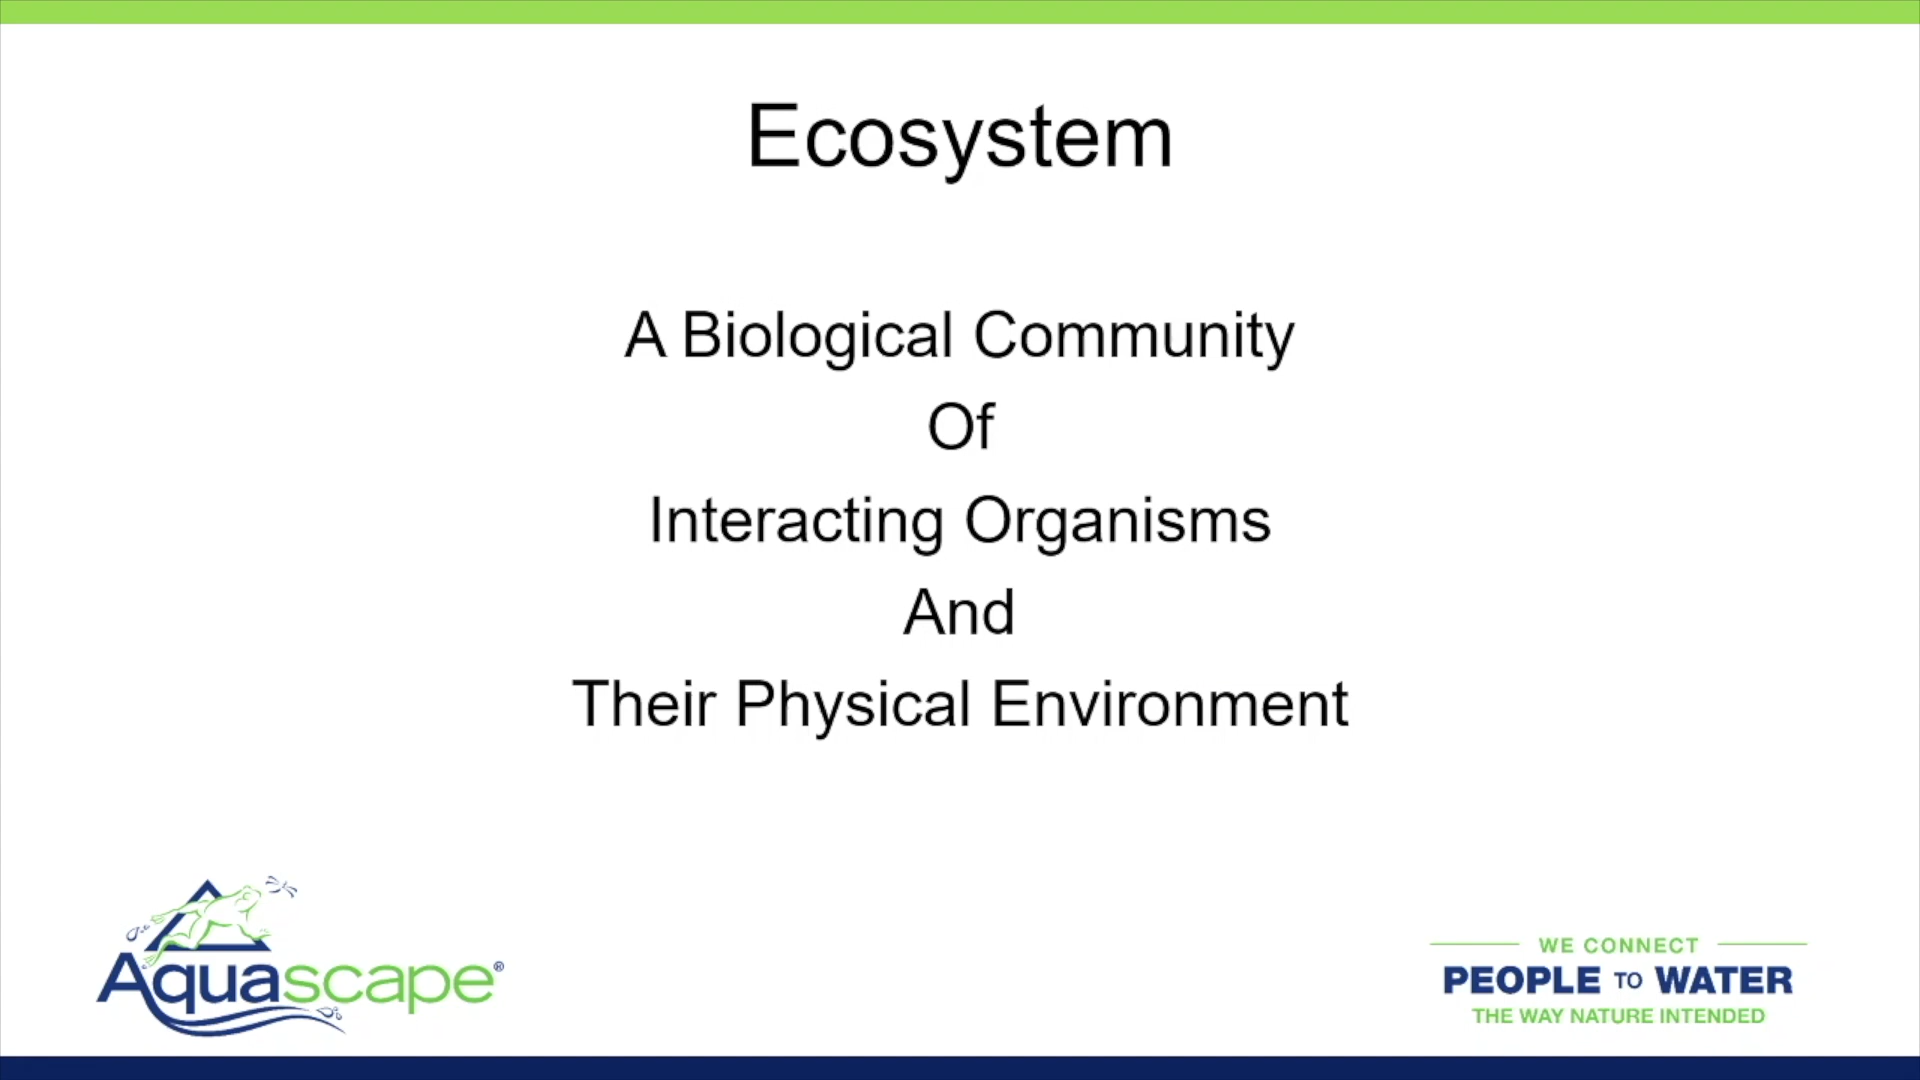 Ecosystem
A Biological Community
Of
Interacting Organisms
And
Their Physical Environment
Aquascape®
WE CONNECT
PEOPLE TO WATER
THE WAY NATURE INTENDED